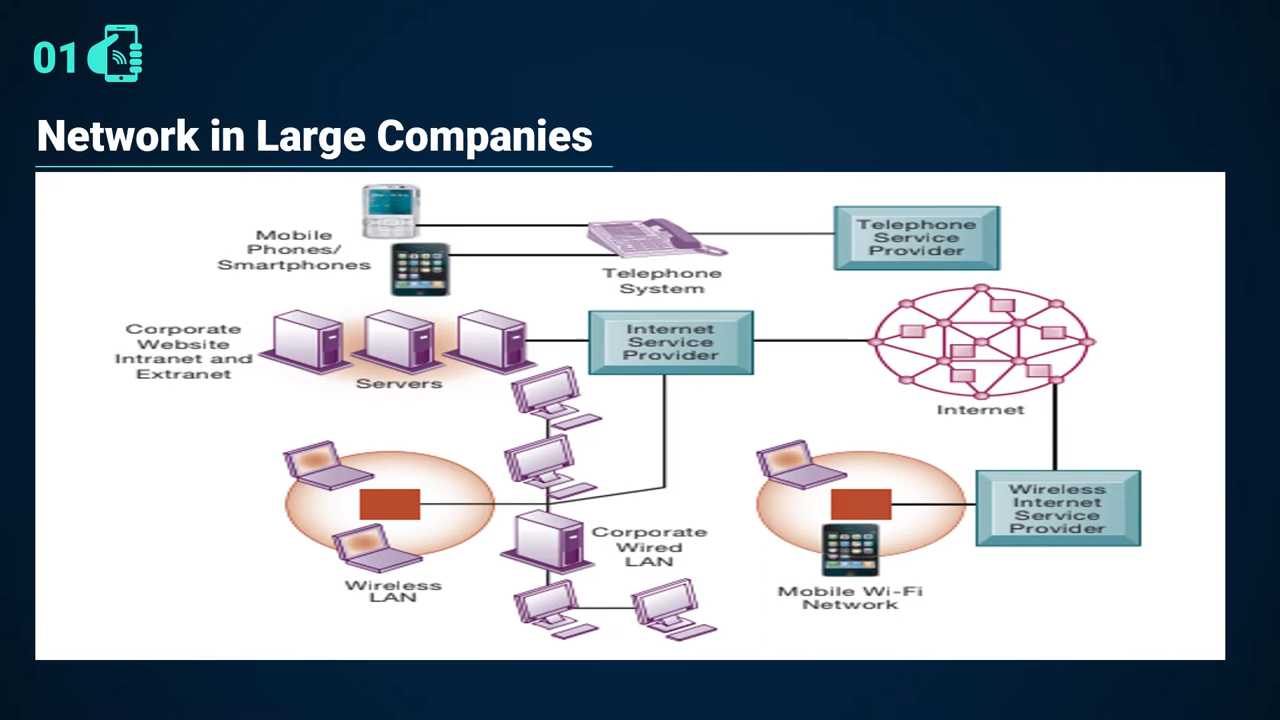 01
Network in Large Companies
Mobile
Phones/
Smartphones
Telephone
System
Telephone
Service
Provider
Corporate
Website
Intranet and
Extranet
Servers
Internet
Service
Provider
Internet
Wireless
LAN
Corporate
Wired
LAN
Wireless
Internet
Service
Provider
Mobile Wi-Fi
Network